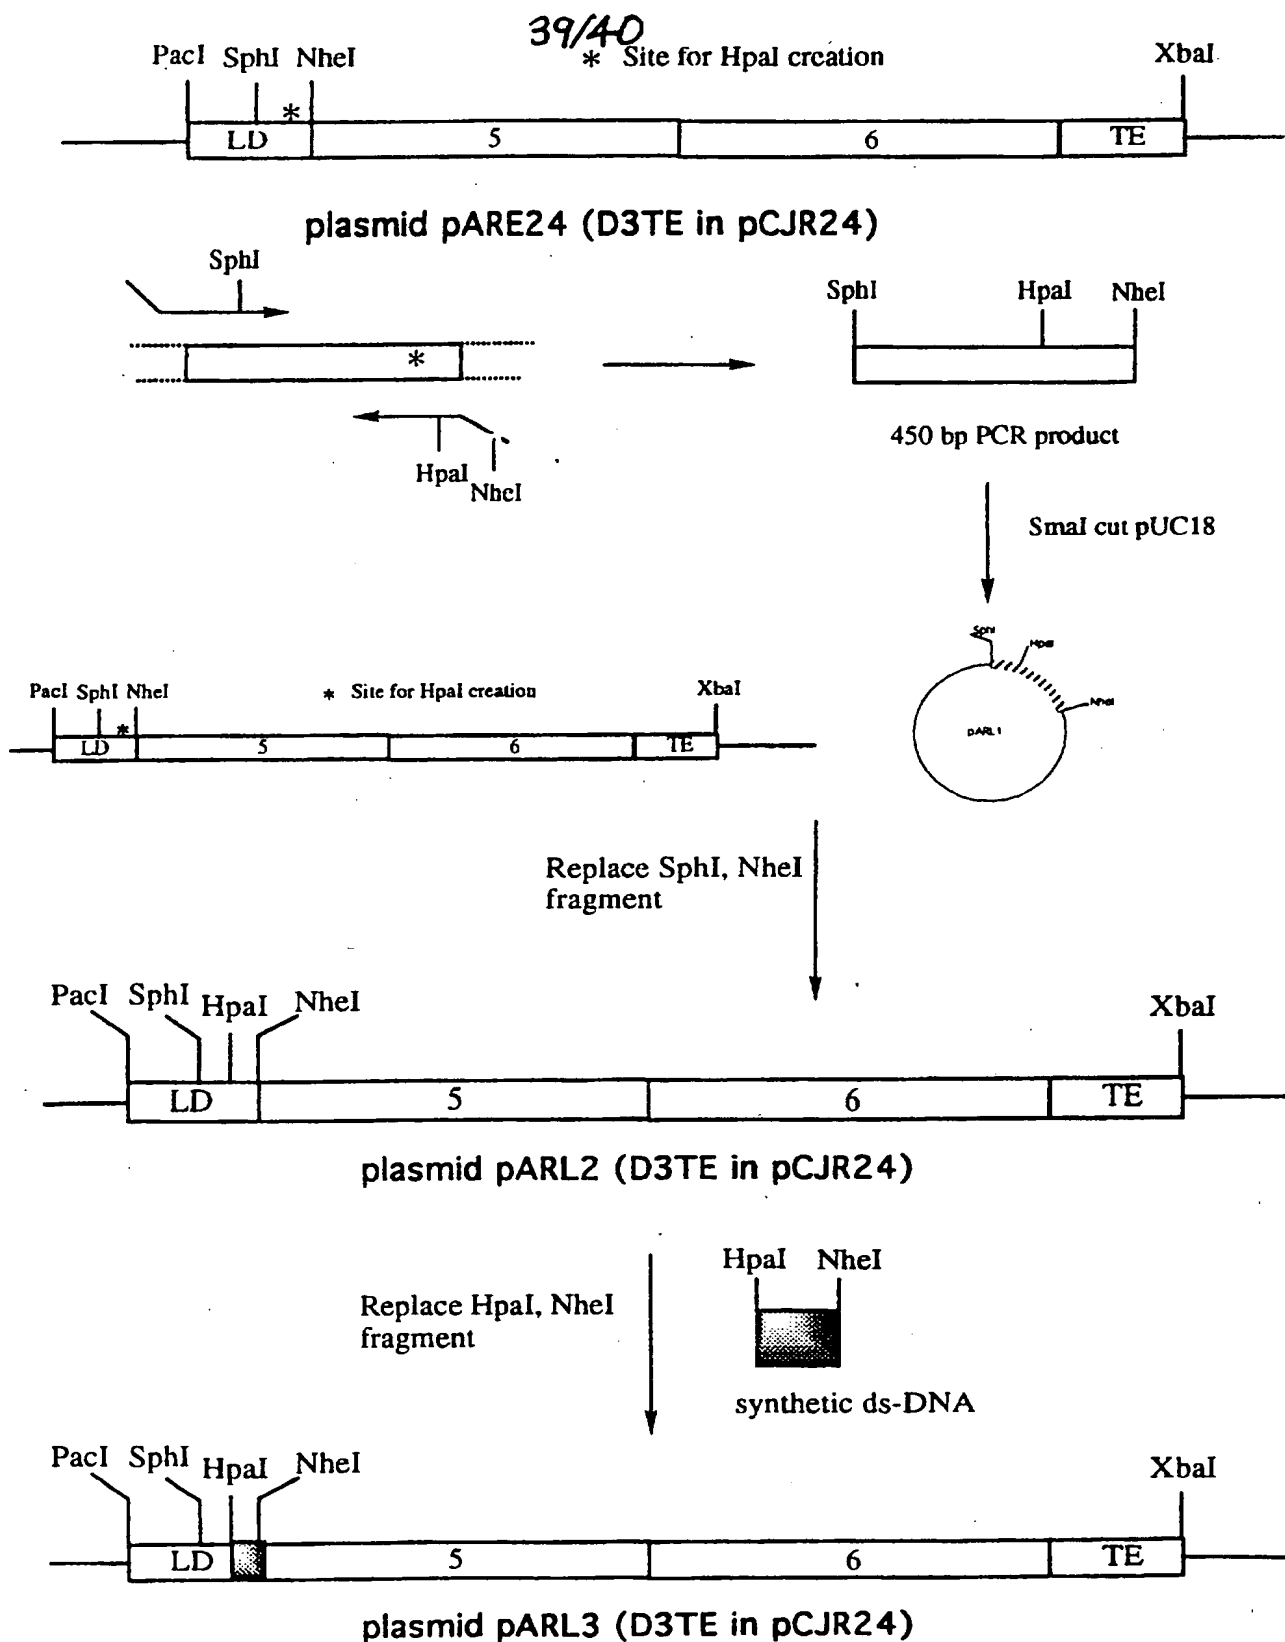 39/40
PacI SphI NheI * Site for HpaI creation XbaI
* 
LD 5 6 TE
plasmid pARE24 (D3TE in pCJR24)
SphI
SphI HpaI NheI
*
450 bp PCR product
HpaI
NheI
SmaI cut pUC18
SphI
HpaI
NheI
pARL1
PacI SphI NheI * Site for HpaI creation XbaI
*
LD 5 6 TE
Replace SphI, NheI
fragment
PacI SphI HpaI NheI XbaI
LD 5 6 TE
plasmid pARL2 (D3TE in pCJR24)
HpaI NheI
Replace HpaI, NheI
fragment
synthetic ds-DNA
PacI SphI HpaI NheI XbaI
LD 5 6 TE
plasmid pARL3 (D3TE in pCJR24)